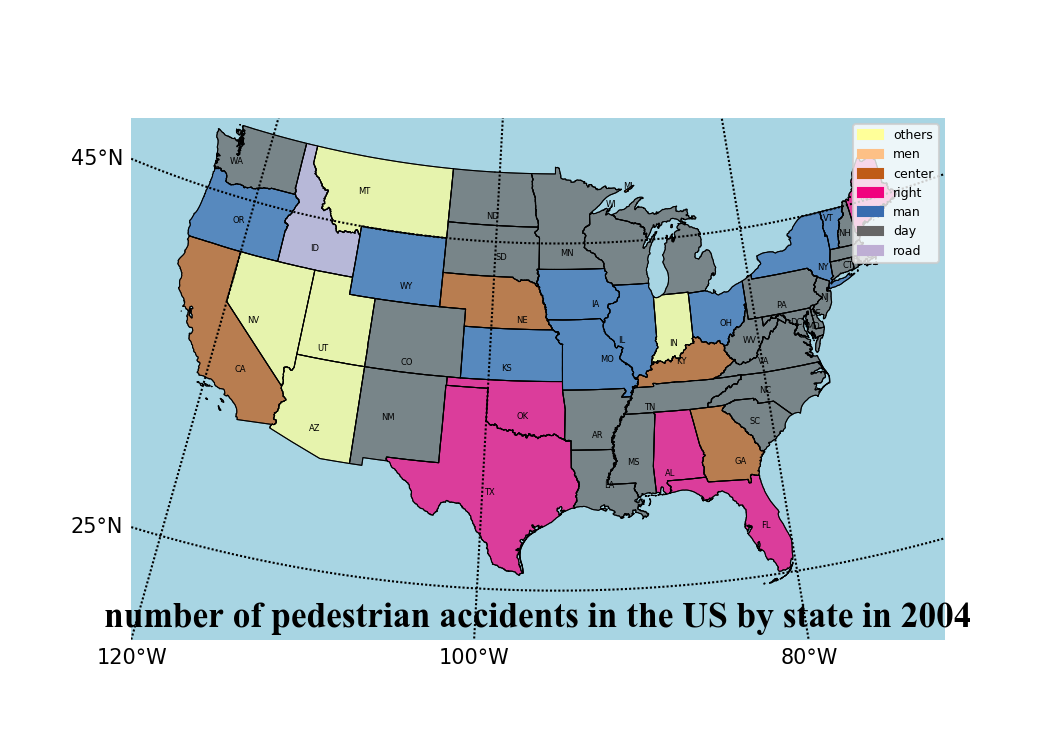 others
men
center
right
man
day
road
45°N
25°N
WA
MT
ND
MN
WI
MI
OR
ID
SD
WY
IA
NE
NV
UT
CO
KS
MO
IL
IN
OH
KY
WV
VA
PA
NY
VT
NH
CT
NJ
CA
AZ
NM
OK
AR
TN
NC
SC
TX
LA
MS
AL
GA
FL
number of pedestrian accidents in the US by state in 2004
120°W
100°W
80°W